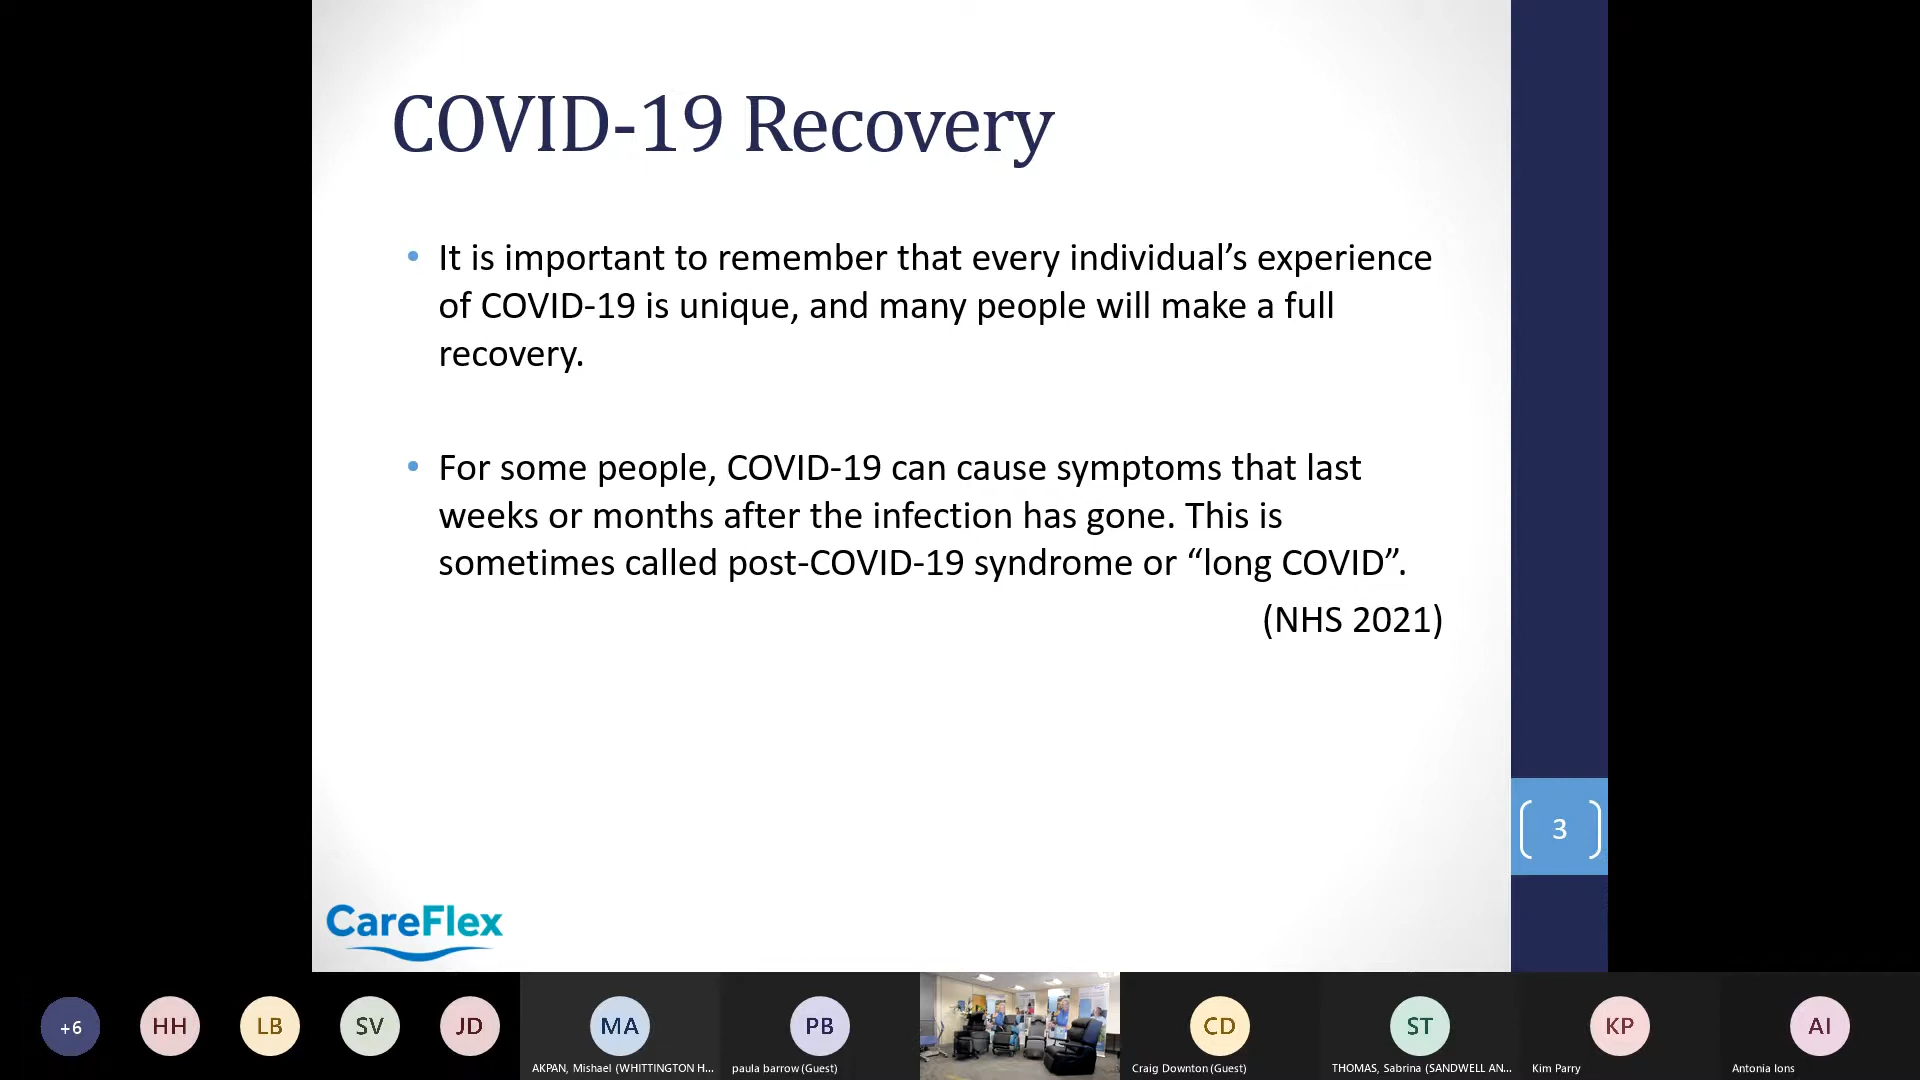 COVID-19 Recovery
• It is important to remember that every individual’s experience
of COVID-19 is unique, and many people will make a full
recovery.
• For some people, COVID-19 can cause symptoms that last
weeks or months after the infection has gone. This is
sometimes called post-COVID-19 syndrome or “long COVID”.
(NHS 2021)
3
CareFlex
+6
HH
LB
SV
JD
MA
PB
CD
ST
KP
AI
AKPAN, Mishael (WHITTINGTON H...
paula barrow (Guest)
Craig Downton (Guest)
THOMAS, Sabrina (SANDWELL AN...
Kim Parry
Antonia Ions